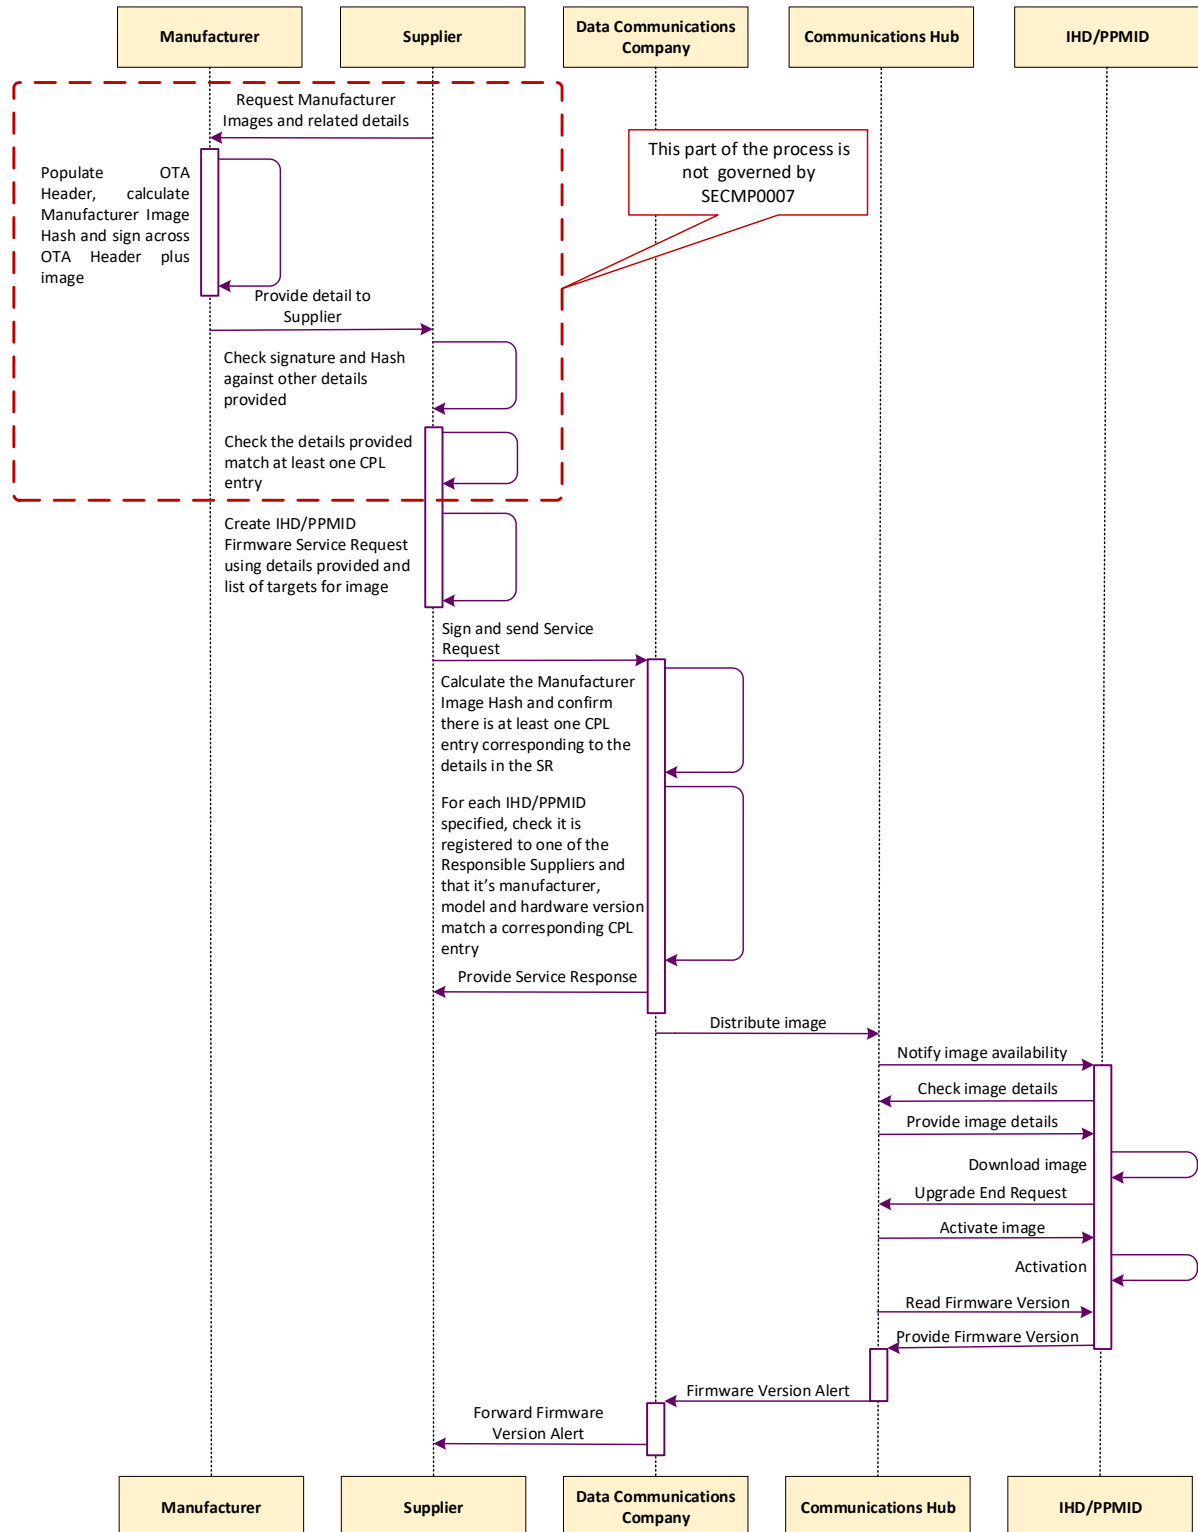 Manufacturer
Supplier
Data Communications
Company
Communications Hub
IHD/PPMID
Request Manufacturer
Images and related details
This part of the process is
not governed by
SECMP0007
Populate OTA
Header, calculate
Manufacturer Image
Hash and sign across
OTA Header plus
image
Provide detail to
Supplier
Check signature and Hash
against other details
provided
Check the details provided
match at least one CPL
entry
Create IHD/PPMID
Firmware Service Request
using details provided and
list of targets for image
Sign and send Service
Request
Calculate the Manufacturer
Image Hash and confirm
there is at least one CPL
entry corresponding to the
details in the SR
For each IHD/PPMID
specified, check it is
registered to one of the
Responsible Suppliers and
that it’s manufacturer,
model and hardware version
match a corresponding CPL
entry
Provide Service Response
Distribute image
Notify image availability
Check image details
Provide image details
Download image
Upgrade End Request
Activate image
Activation
Read Firmware Version
Provide Firmware Version
Firmware Version Alert
Forward Firmware
Version Alert
Manufacturer
Supplier
Data Communications
Company
Communications Hub
IHD/PPMID